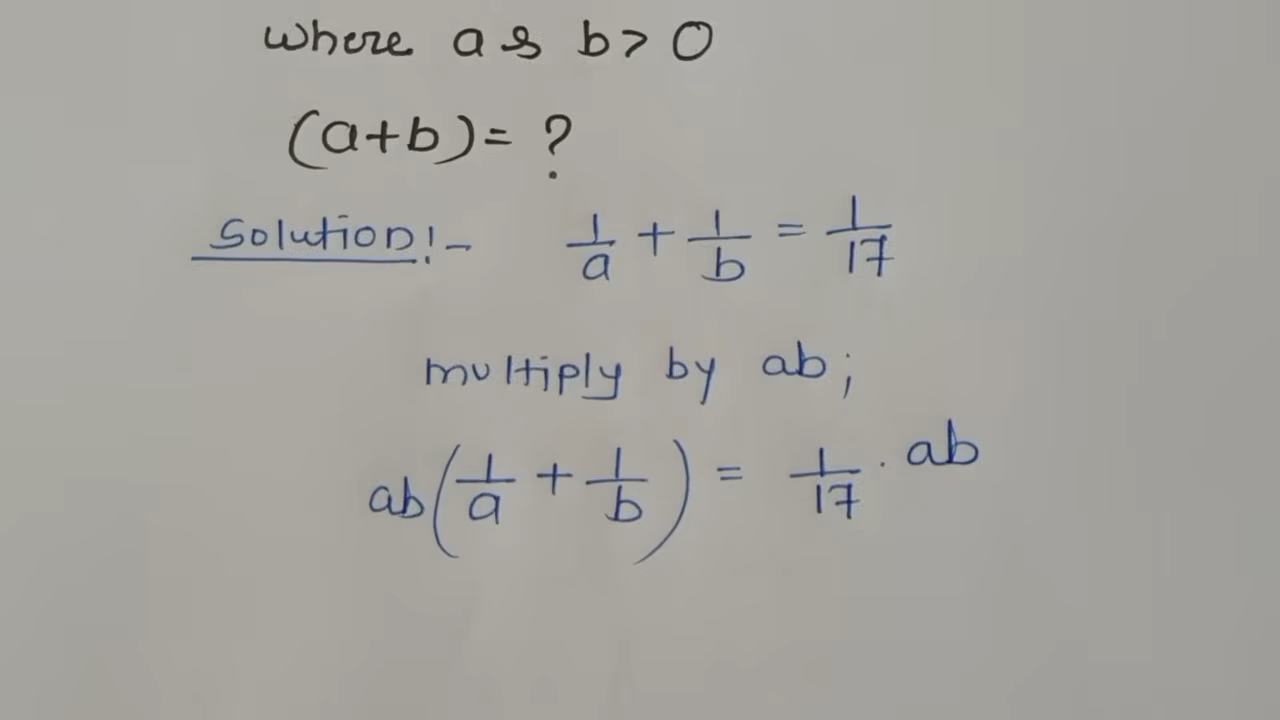 where a & b > 0
(a+b) = ?
Solution!- 1/a + 1/b = 1/17
multiply by ab;
ab(1/a + 1/b) = 1/17 · ab